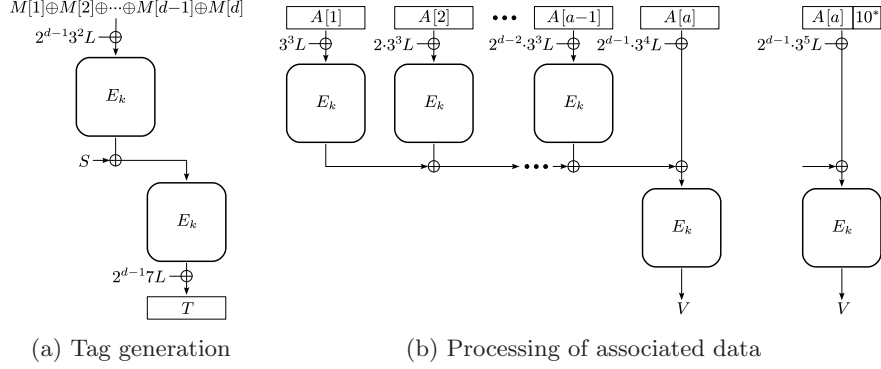 M[1]⊕M[2]⊕···⊕M[d−1]⊕M[d]
2^{d−1}3^2L
E_k
S
E_k
2^{d−1}7L
T
(a) Tag generation
A[1] A[2] ••• A[a−1] A[a] A[a] 10*
3^3L 2·3^3L 2^{d−2}·3^3L 2^{d−1}·3^4L 2^{d−1}·3^5L
E_k E_k E_k
•••
E_k E_k
V V
(b) Processing of associated data